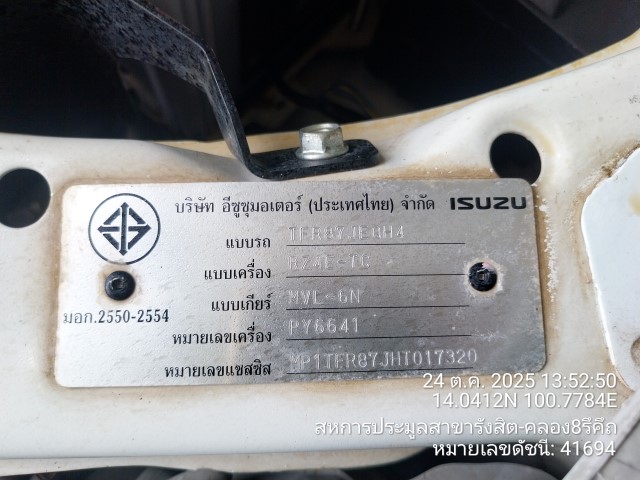 บริษัท อีซูซุมอเตอร์ (ประเทศไทย) จำกัด ISUZU
แบบรถ
แบบเครื่อง RZ4E-TC
แบบเกียร์ MVL-6N
มอก.2550-2554
หมายเลขเครื่อง PY6641
หมายเลขแชสซิส MP1TFR87JHT017320
24 ต.ค. 2025 13:52:50
14.0412N 100.7784E
สหการประมูลสาขารังสิต-คลอง8รีคีถ
หมายเลขดัชนี: 41694